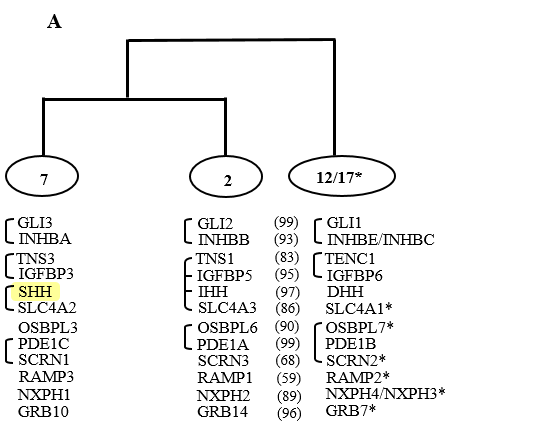 A
7 2 12/17*
GLI3 GLI2 (99) GLI1
INHBA INHBB (93) INHBE/INHBC
TNS3 TNS1 (83) TENC1
IGFBP3 IGFBP5 (95) IGFBP6
SHH IHH (97) DHH
SLC4A2 SLC4A3 (86) SLC4A1*
OSBPL3 OSBPL6 (90) OSBPL7*
PDE1C PDE1A (99) PDE1B
SCRN1 SCRN3 (68) SCRN2*
RAMP3 RAMP1 (59) RAMP2*
NXPH1 NXPH2 (89) NXPH4/NXPH3*
GRB10 GRB14 (96) GRB7*